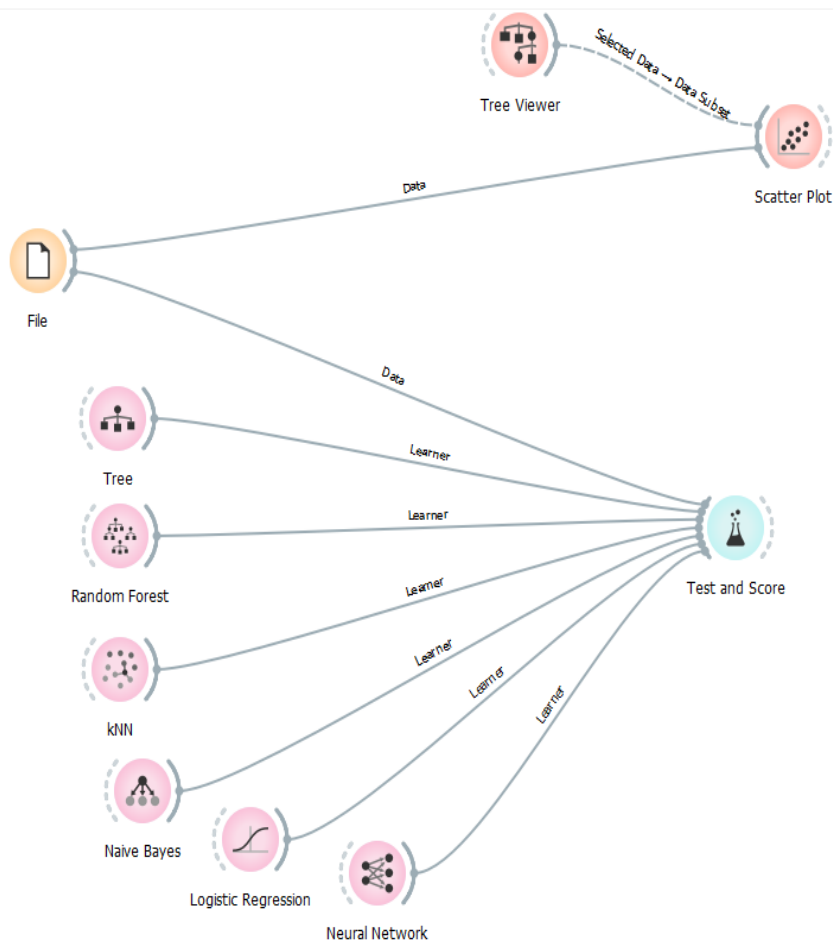 Selected Data → Data Subset
Tree Viewer
Scatter Plot
Data
File
Data
Tree
Learner
Random Forest
Learner
Test and Score
kNN
Learner
Learner
Naive Bayes
Learner
Logistic Regression
Learner
Neural Network